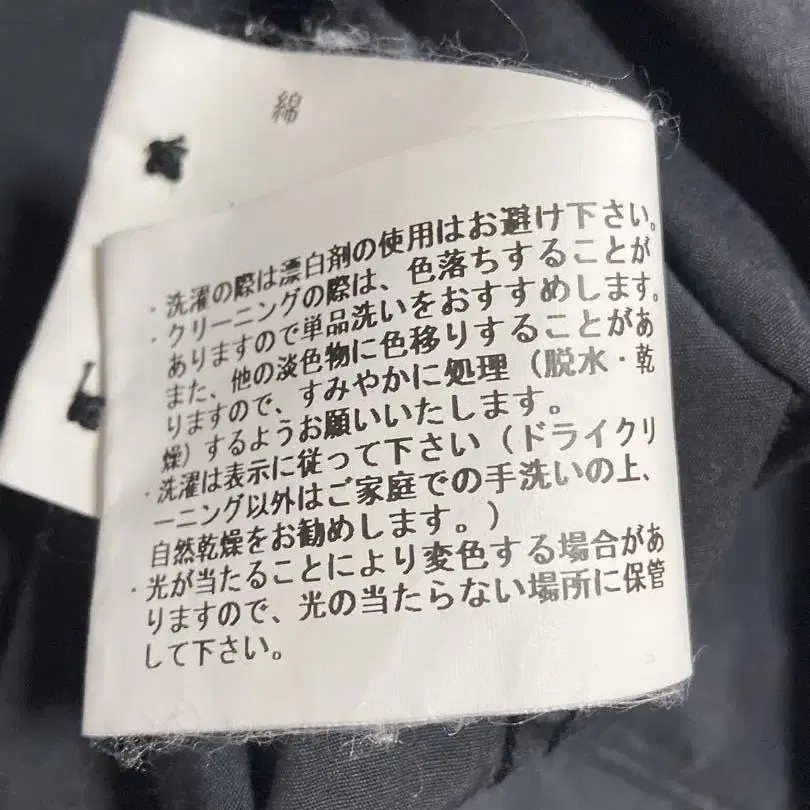 綿
・洗濯の際は漂白剤の使用はお避け下さい。
・クリーニングの際は、色落ちすることが
ありますので単品洗いをおすすめします。
また、他の淡色物に色移りすることがあ
りますので、すみやかに処理（脱水・乾
燥）するようお願いいたします。
・洗濯は表示に従って下さい（ドライクリ
ーニング以外はご家庭での手洗いの上、
自然乾燥をお勧めします。）
・光が当たることにより変色する場合があ
りますので、光の当たらない場所に保管
して下さい。